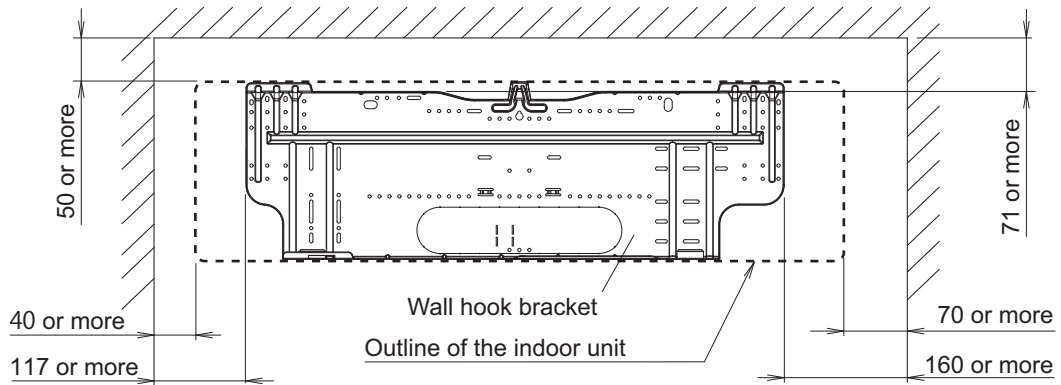 50 or more
71 or more
Wall hook bracket
40 or more
70 or more
Outline of the indoor unit
117 or more
160 or more